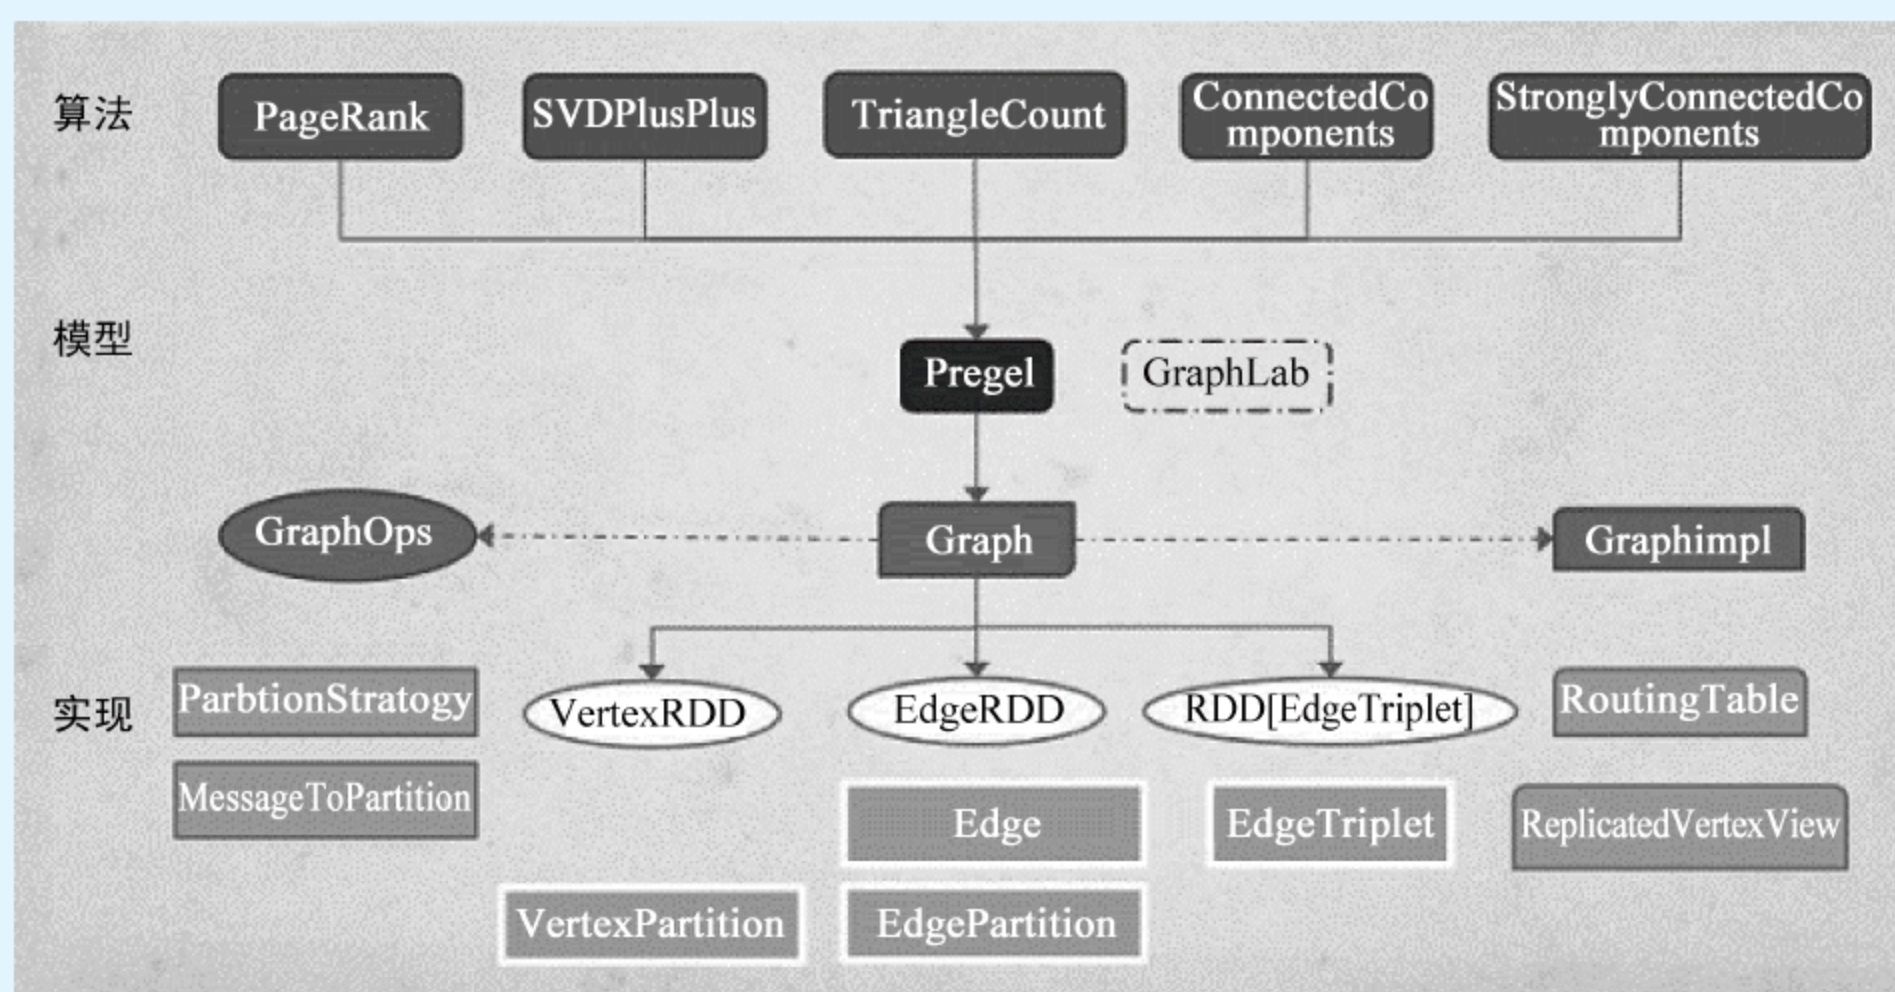 算法
PageRank
SVDPlusPlus
TriangleCount
ConnectedCo
mponents
StronglyConnectedCo
mponents
模型
Pregel
GraphLab
GraphOps
Graph
Graphimpl
实现
ParbtionStratogy
VertexRDD
EdgeRDD
RDD[EdgeTriplet]
RoutingTable
MessageToPartition
Edge
EdgeTriplet
ReplicatedVertexView
VertexPartition
EdgePartition